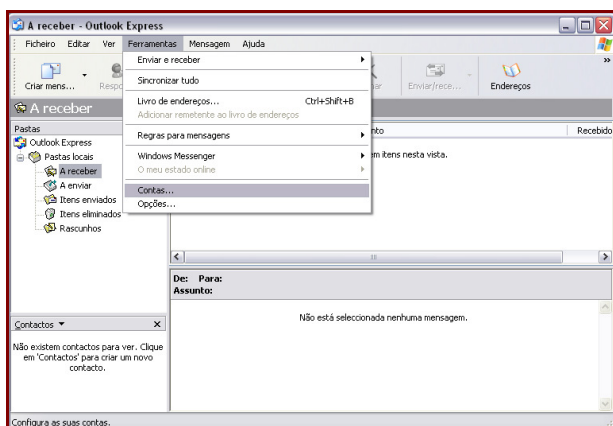 A receber - Outlook Express
Ficheiro Editar Ver Ferramentas Mensagem Ajuda
Criar mens...
Enviar/rece...
Endereços
»
Enviar e receber
Sincronizar tudo
Livro de endereços... Ctrl+Shift+B
Adicionar remetente ao livro de endereços
Regras para mensagens
Windows Messenger
O meu estado online
Contas...
Opções...
A receber
Pastas
Recebido
Outlook Express
Pastas locais
A receber
A enviar
Itens enviados
Itens eliminados
Rascunhos
nesta vista.
De: Para:
Assunto:
Não está seleccionada nenhuma mensagem.
Contactos
Não existem contactos para ver. Clique
em 'Contactos' para criar um novo
contacto.
Configura as suas contas.